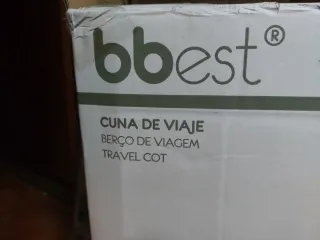 bbest®
CUNA DE VIAJE
BERÇO DE VIAGEM
TRAVEL COT